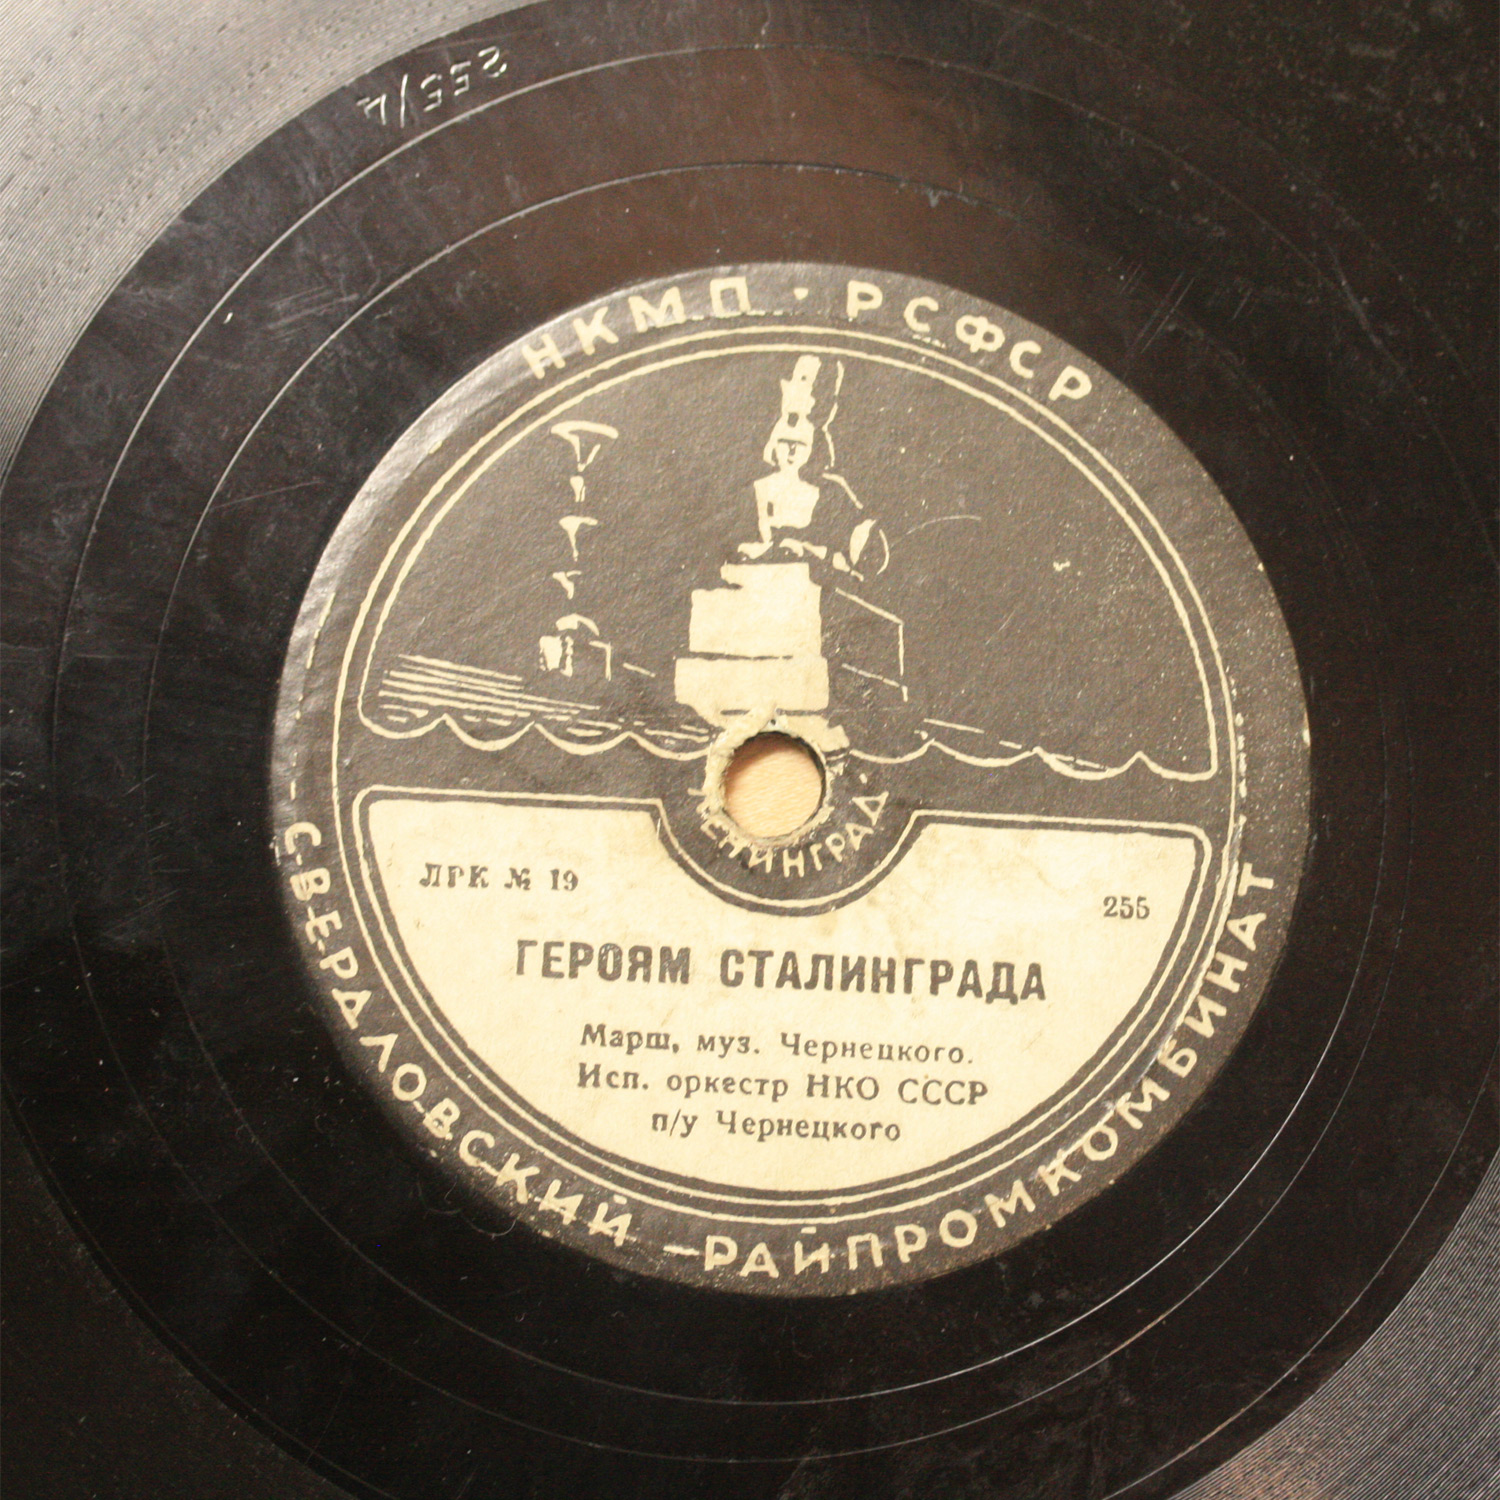 255/4
НКМП · РСФСР
ЛЕНИНГРАД
ЛРК № 19
255
ГЕРОЯМ СТАЛИНГРАДА
Марш, муз. Чернецкого.
Исп. оркестр НКО СССР
п/у Чернецкого
СВЕРДЛОВСКИЙ - РАЙПРОМКОМБИНАТ